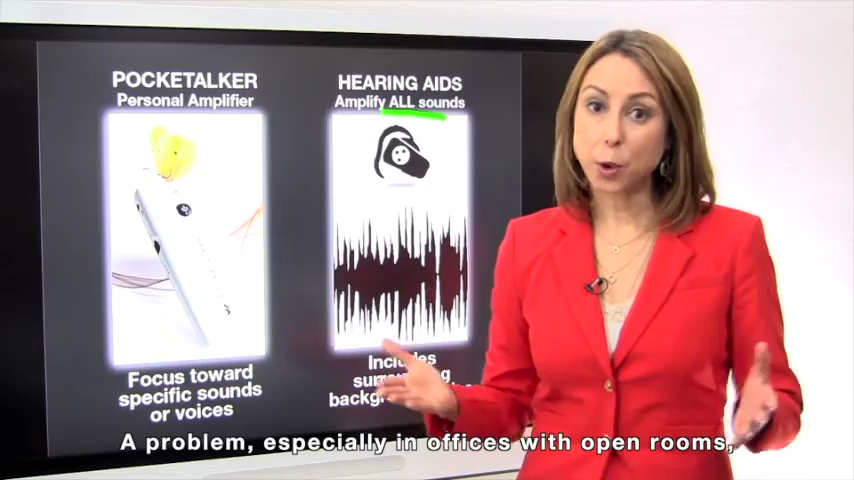 POCKETALKER
Personal Amplifier
Focus toward
specific sounds
or voices
HEARING AIDS
Amplify ALL sounds
A problem, especially in offices with open rooms,